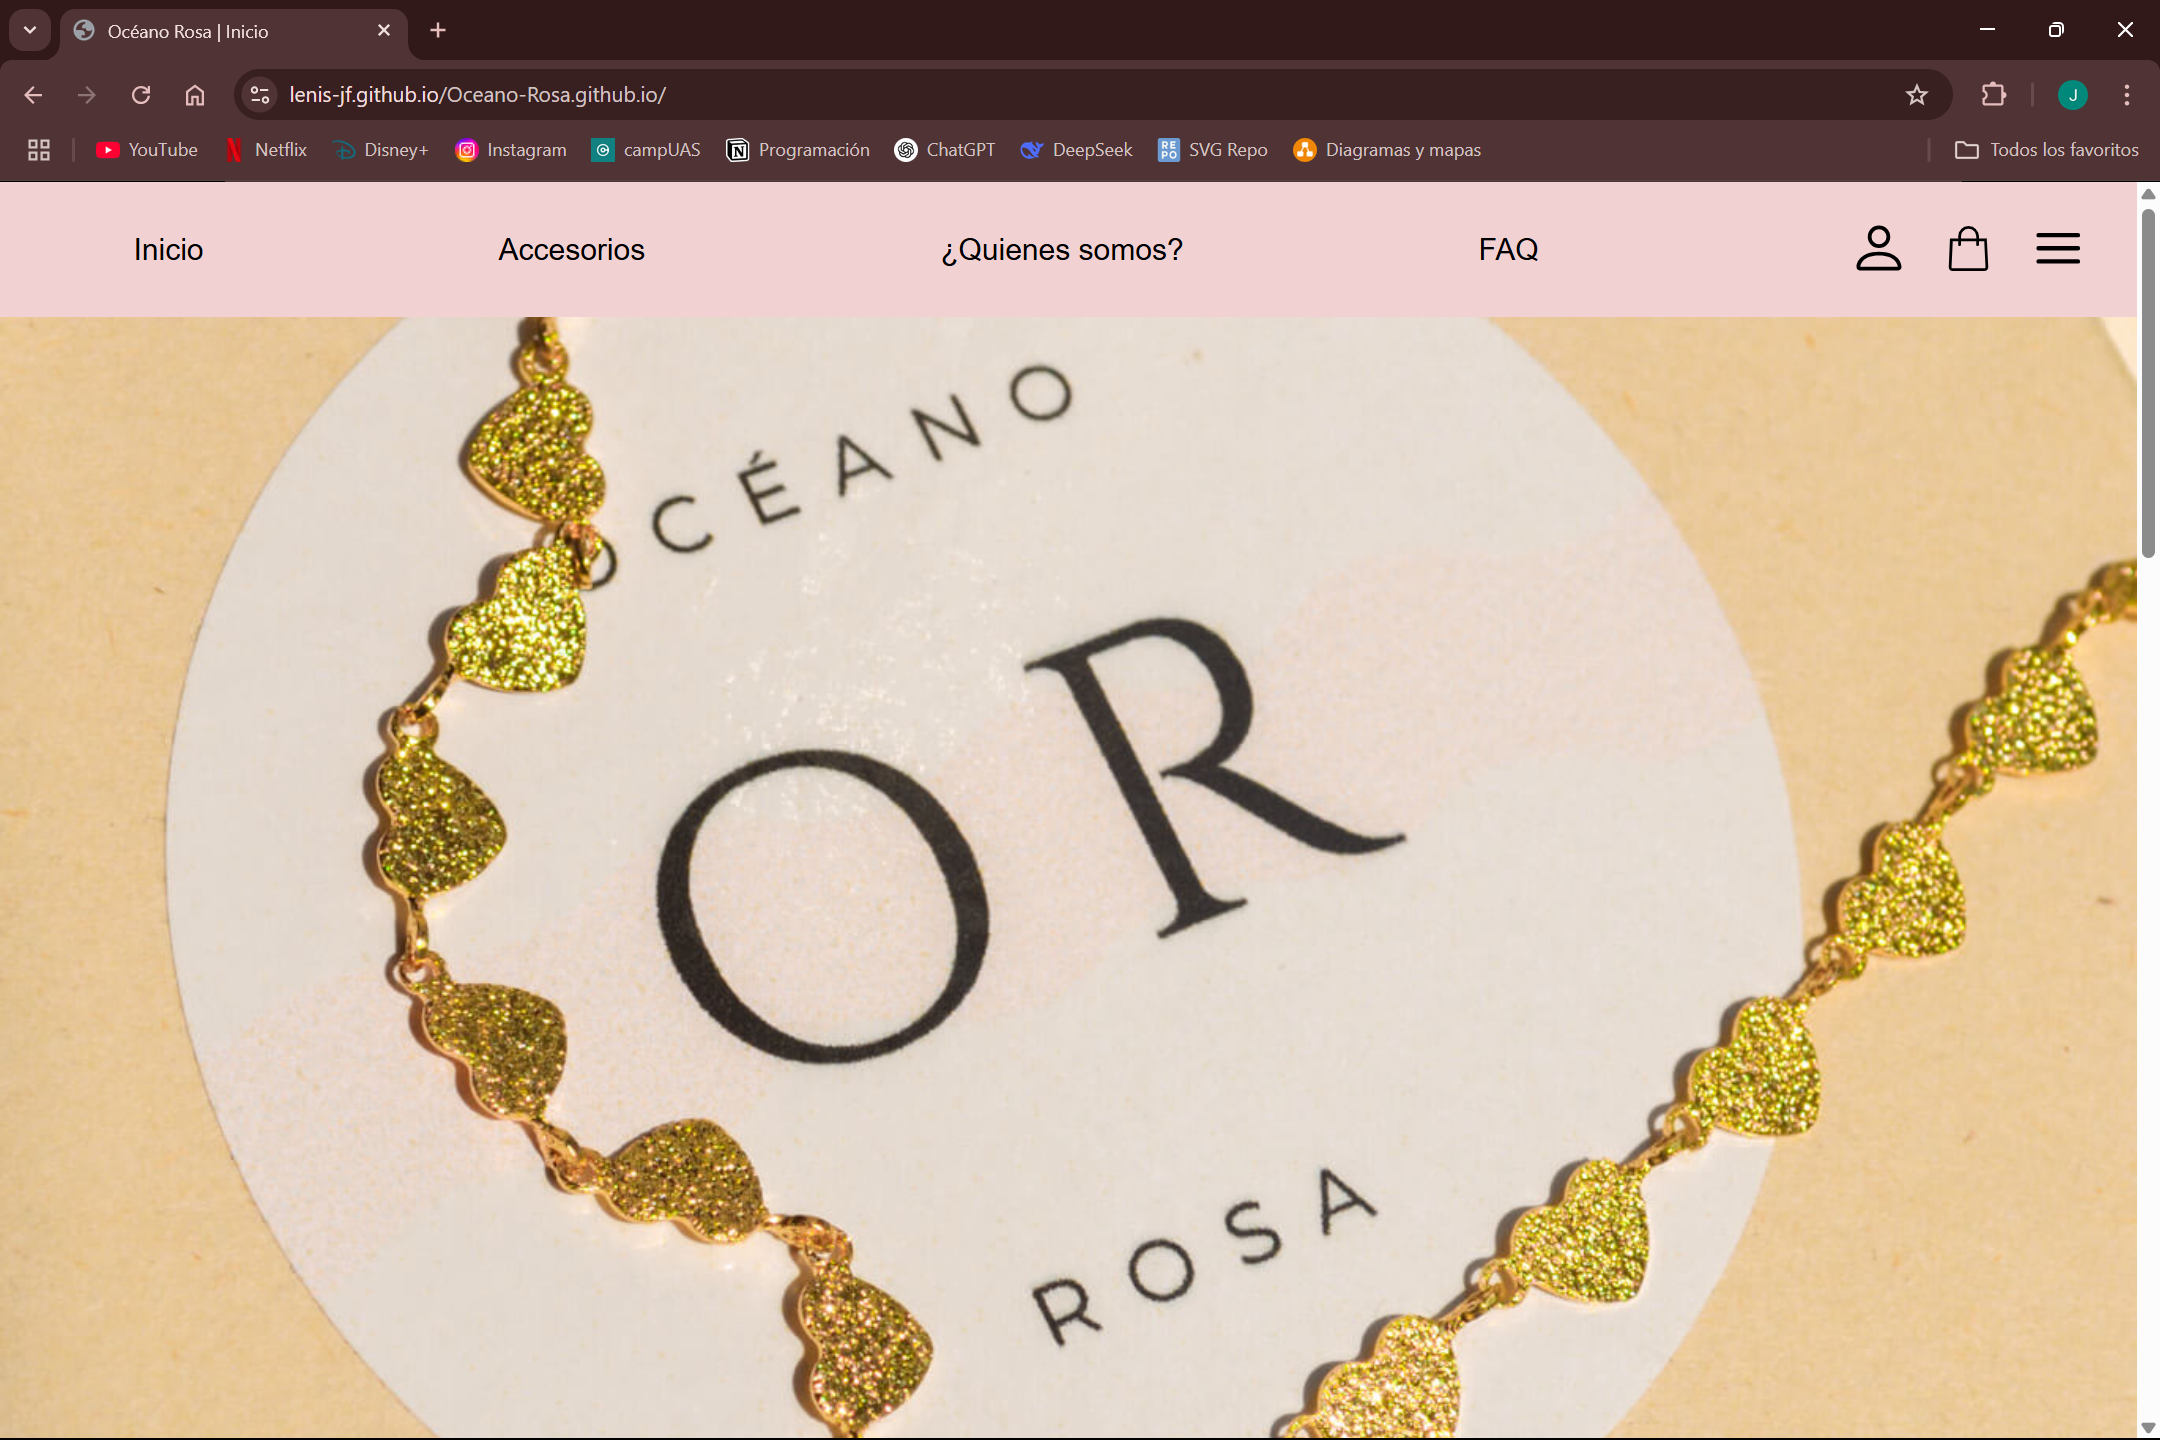 Océano Rosa | Inicio
lenis-jf.github.io/Oceano-Rosa.github.io/
J
YouTube
Netflix
Disney+
Instagram
campUAS
Programación
ChatGPT
DeepSeek
SVG Repo
Diagramas y mapas
Todos los favoritos
Inicio
Accesorios
¿Quienes somos?
FAQ
OCÉANO
OR
ROSA